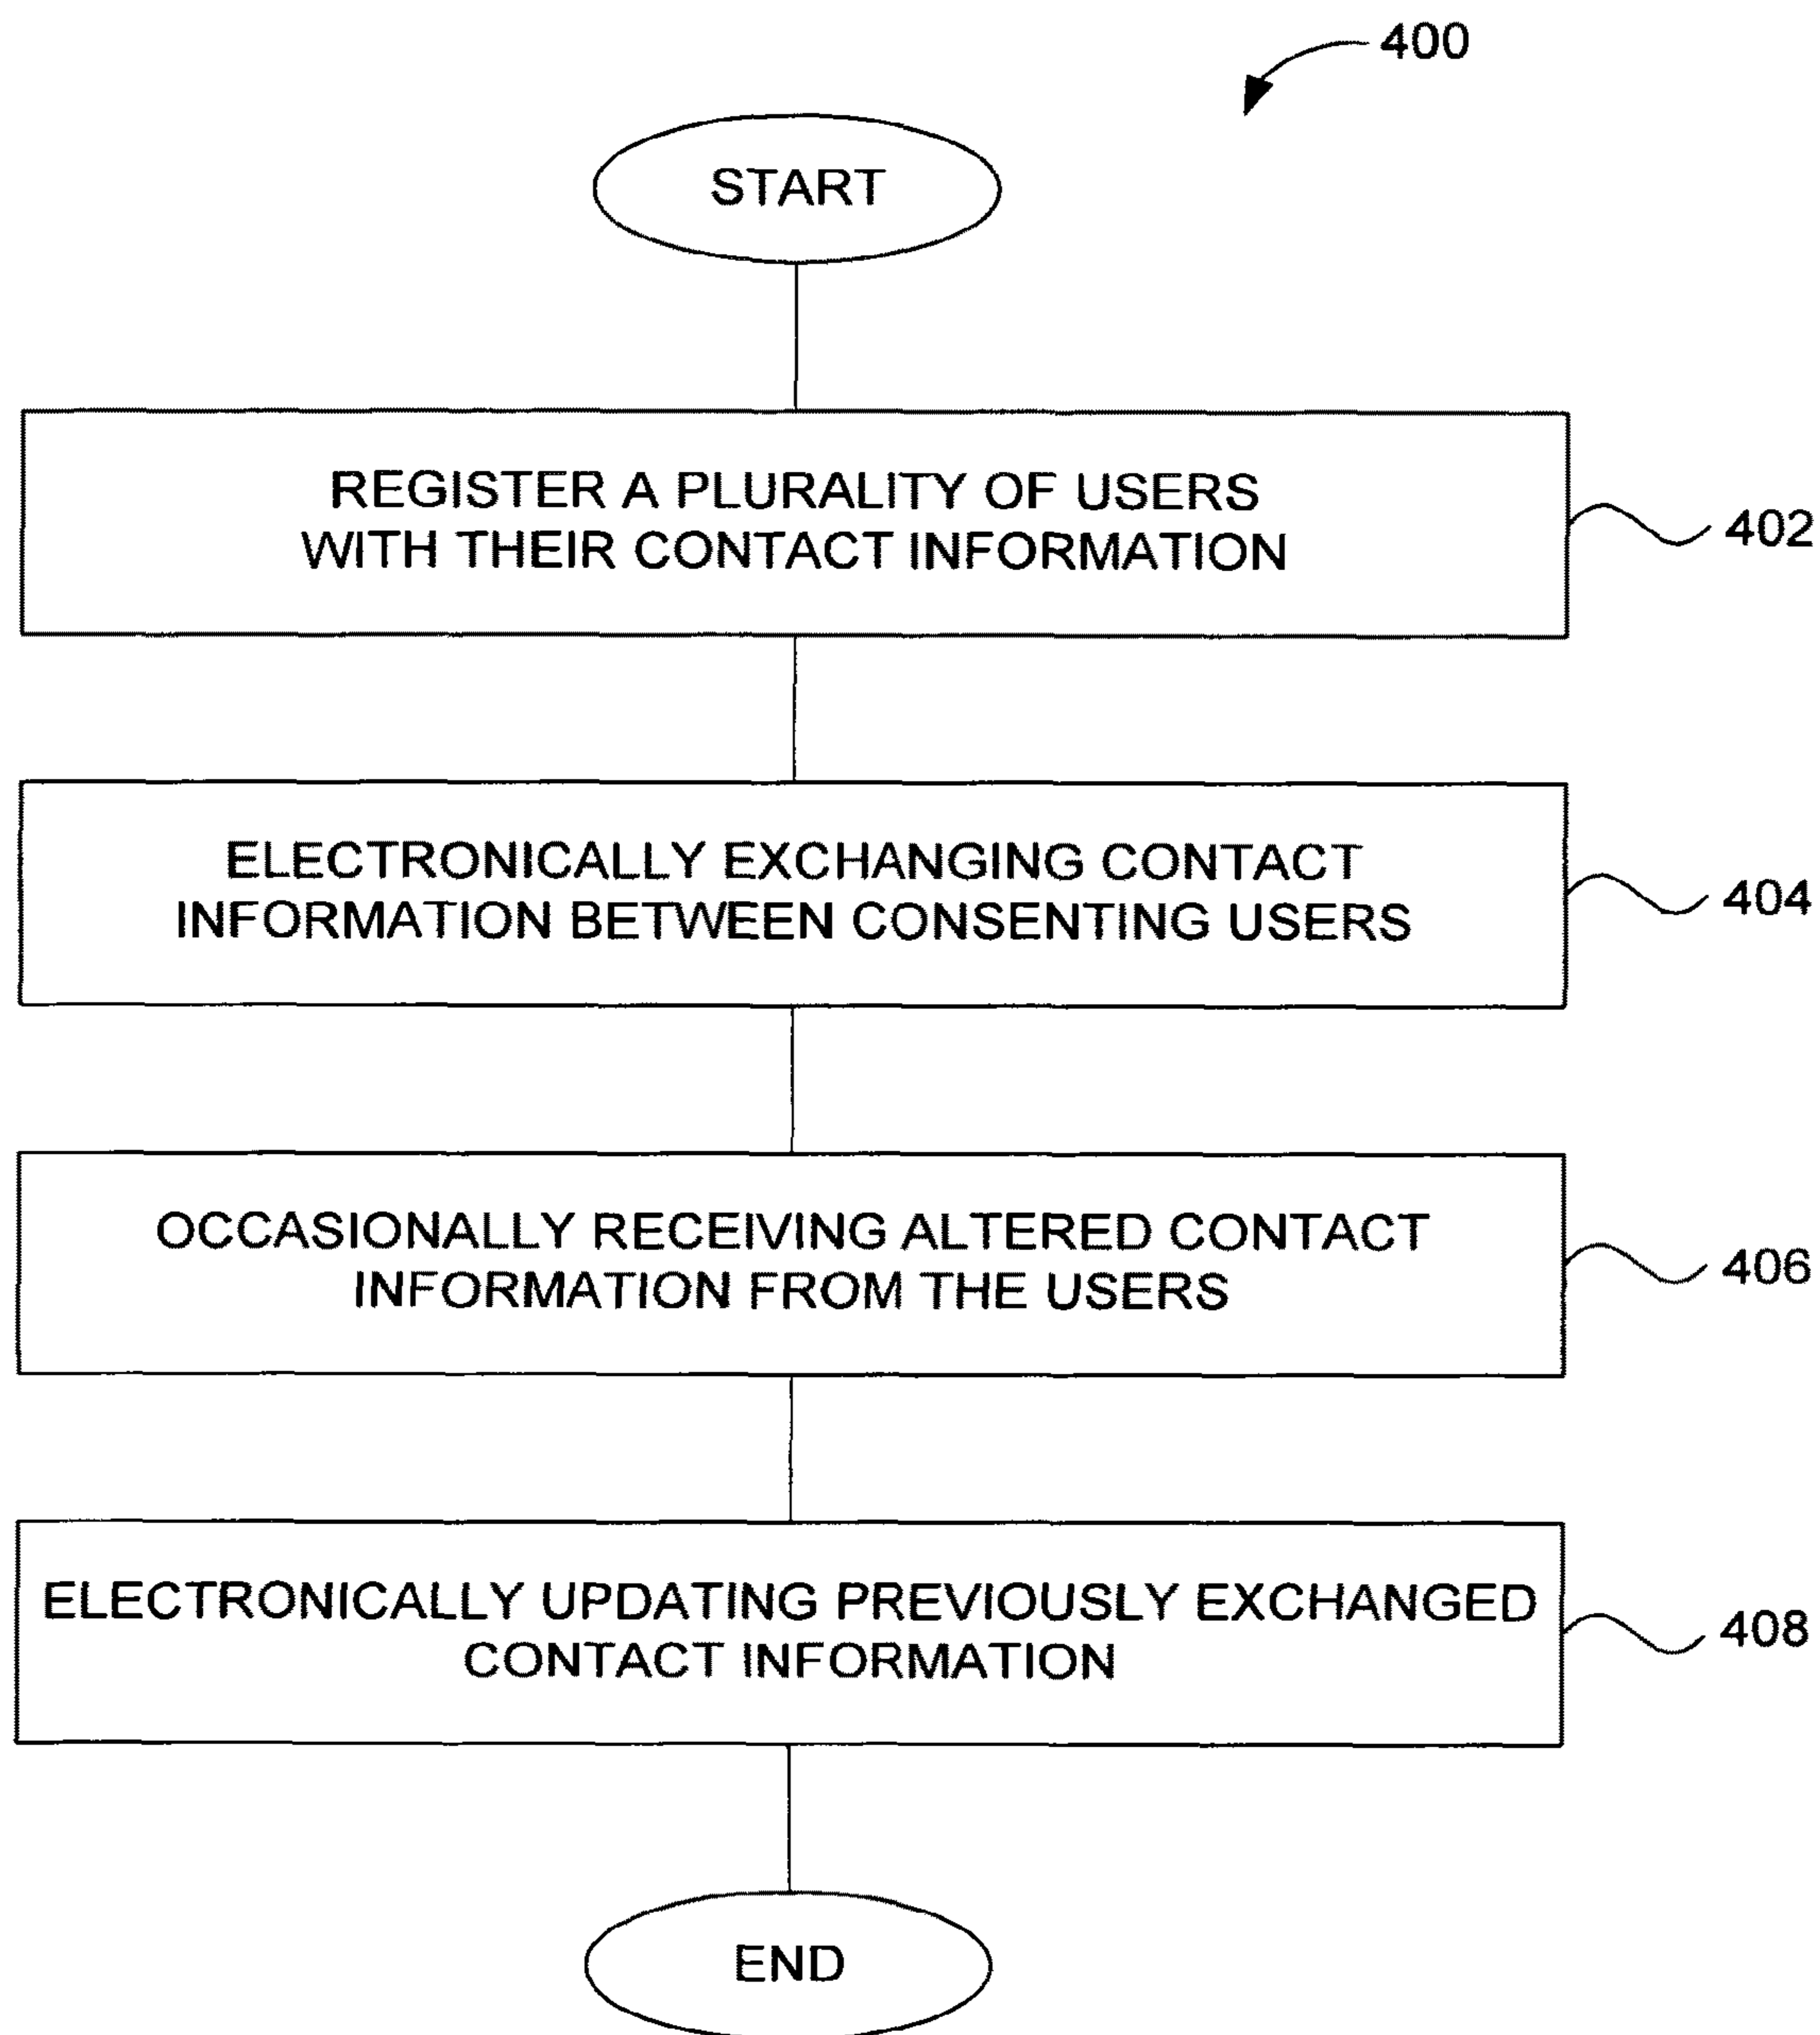 400
START
REGISTER A PLURALITY OF USERS
WITH THEIR CONTACT INFORMATION
402
ELECTRONICALLY EXCHANGING CONTACT
INFORMATION BETWEEN CONSENTING USERS
404
OCCASIONALLY RECEIVING ALTERED CONTACT
INFORMATION FROM THE USERS
406
ELECTRONICALLY UPDATING PREVIOUSLY EXCHANGED
CONTACT INFORMATION
408
END